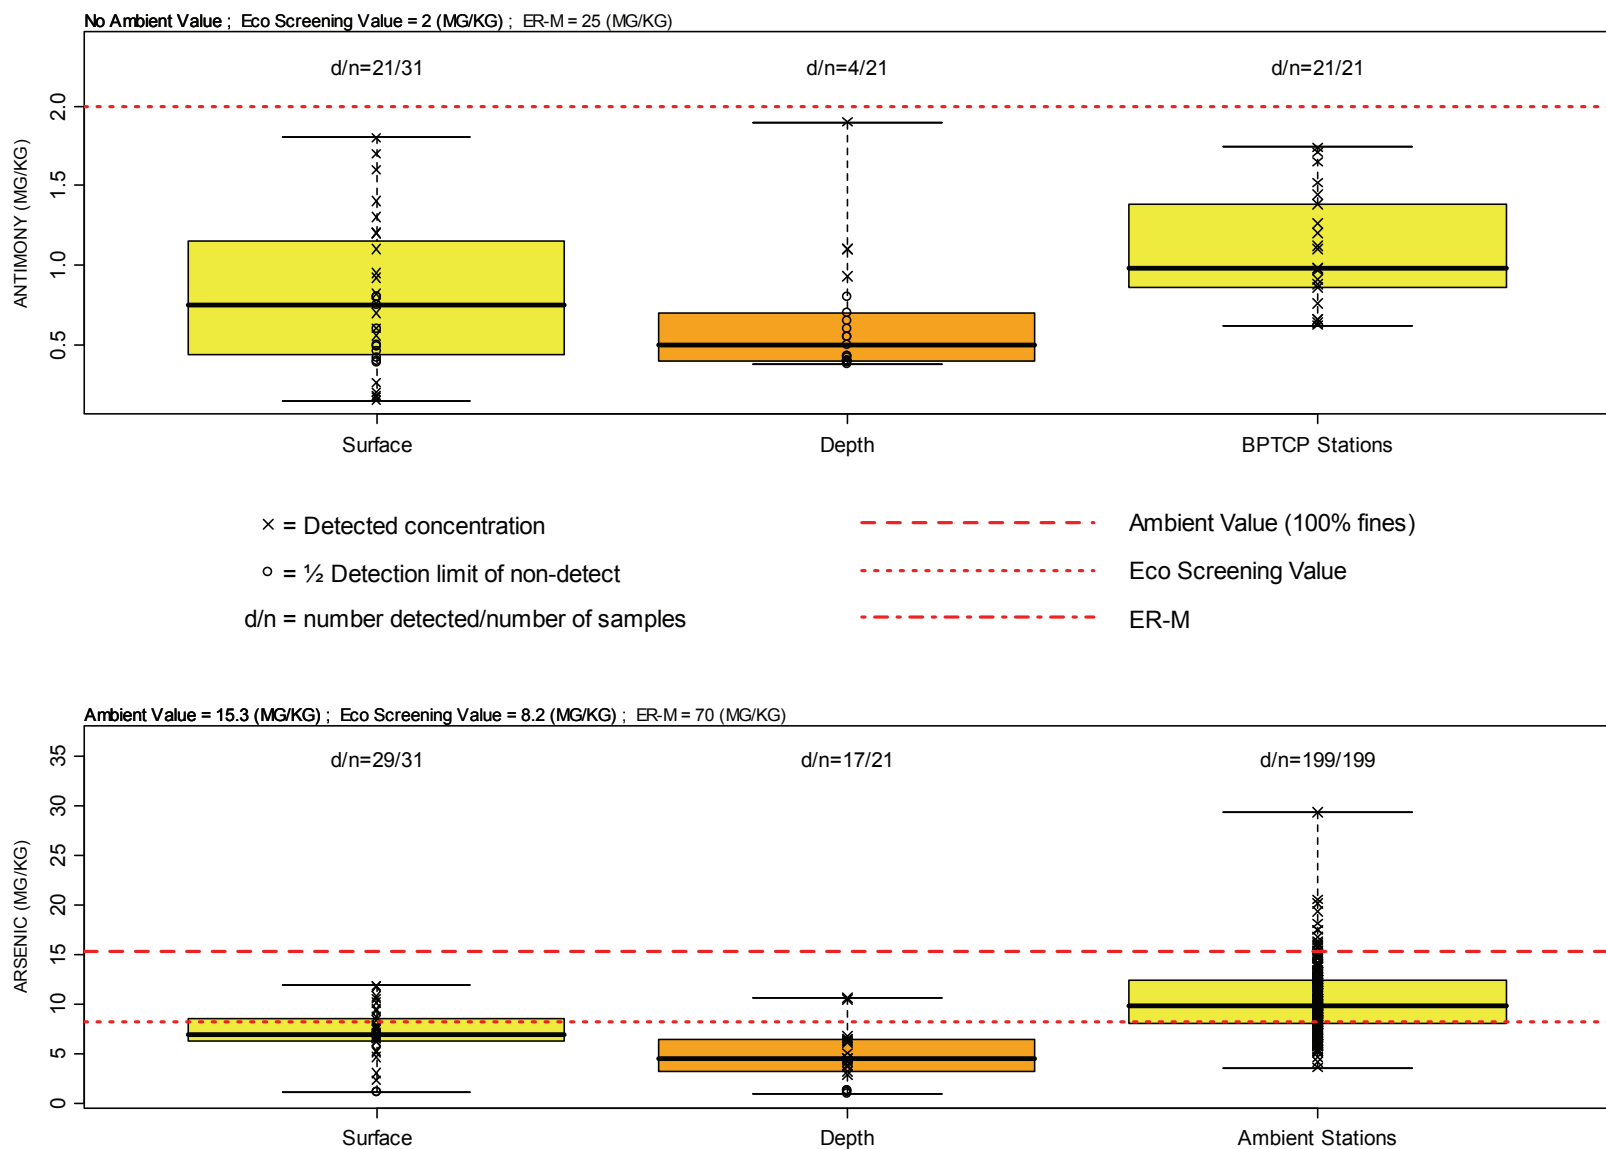 No Ambient Value ; Eco Screening Value = 2 (MG/KG) ; ER-M = 25 (MG/KG)
d/n=21/31 d/n=4/21 d/n=21/21
ANTIMONY (MG/KG)
2.0
1.5
1.0
0.5
Surface Depth BPTCP Stations
× = Detected concentration
Ambient Value (100% fines)
o = ½ Detection limit of non-detect
Eco Screening Value
d/n = number detected/number of samples
ER-M
Ambient Value = 15.3 (MG/KG) ; Eco Screening Value = 8.2 (MG/KG) ; ER-M = 70 (MG/KG)
d/n=29/31 d/n=17/21 d/n=199/199
ARSENIC (MG/KG)
35
30
25
20
15
10
5
0
Surface Depth Ambient Stations